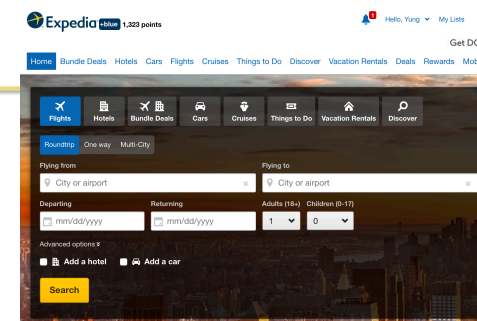 Expedia +blue 1,323 points
1 Hello, Yung My Lists
Get DO
Home Bundle Deals Hotels Cars Flights Cruises Things to Do Discover Vacation Rentals Deals Rewards Mob
Flights Hotels Bundle Deals Cars Cruises Things to Do Vacation Rentals Discover
Roundtrip One way Multi-City
Flying from Flying to
City or airport × City or airport ×
Departing Returning Adults (18+) Children (0-17)
mm/dd/yyyy mm/dd/yyyy 1 0
Advanced options
Add a hotel Add a car
Search